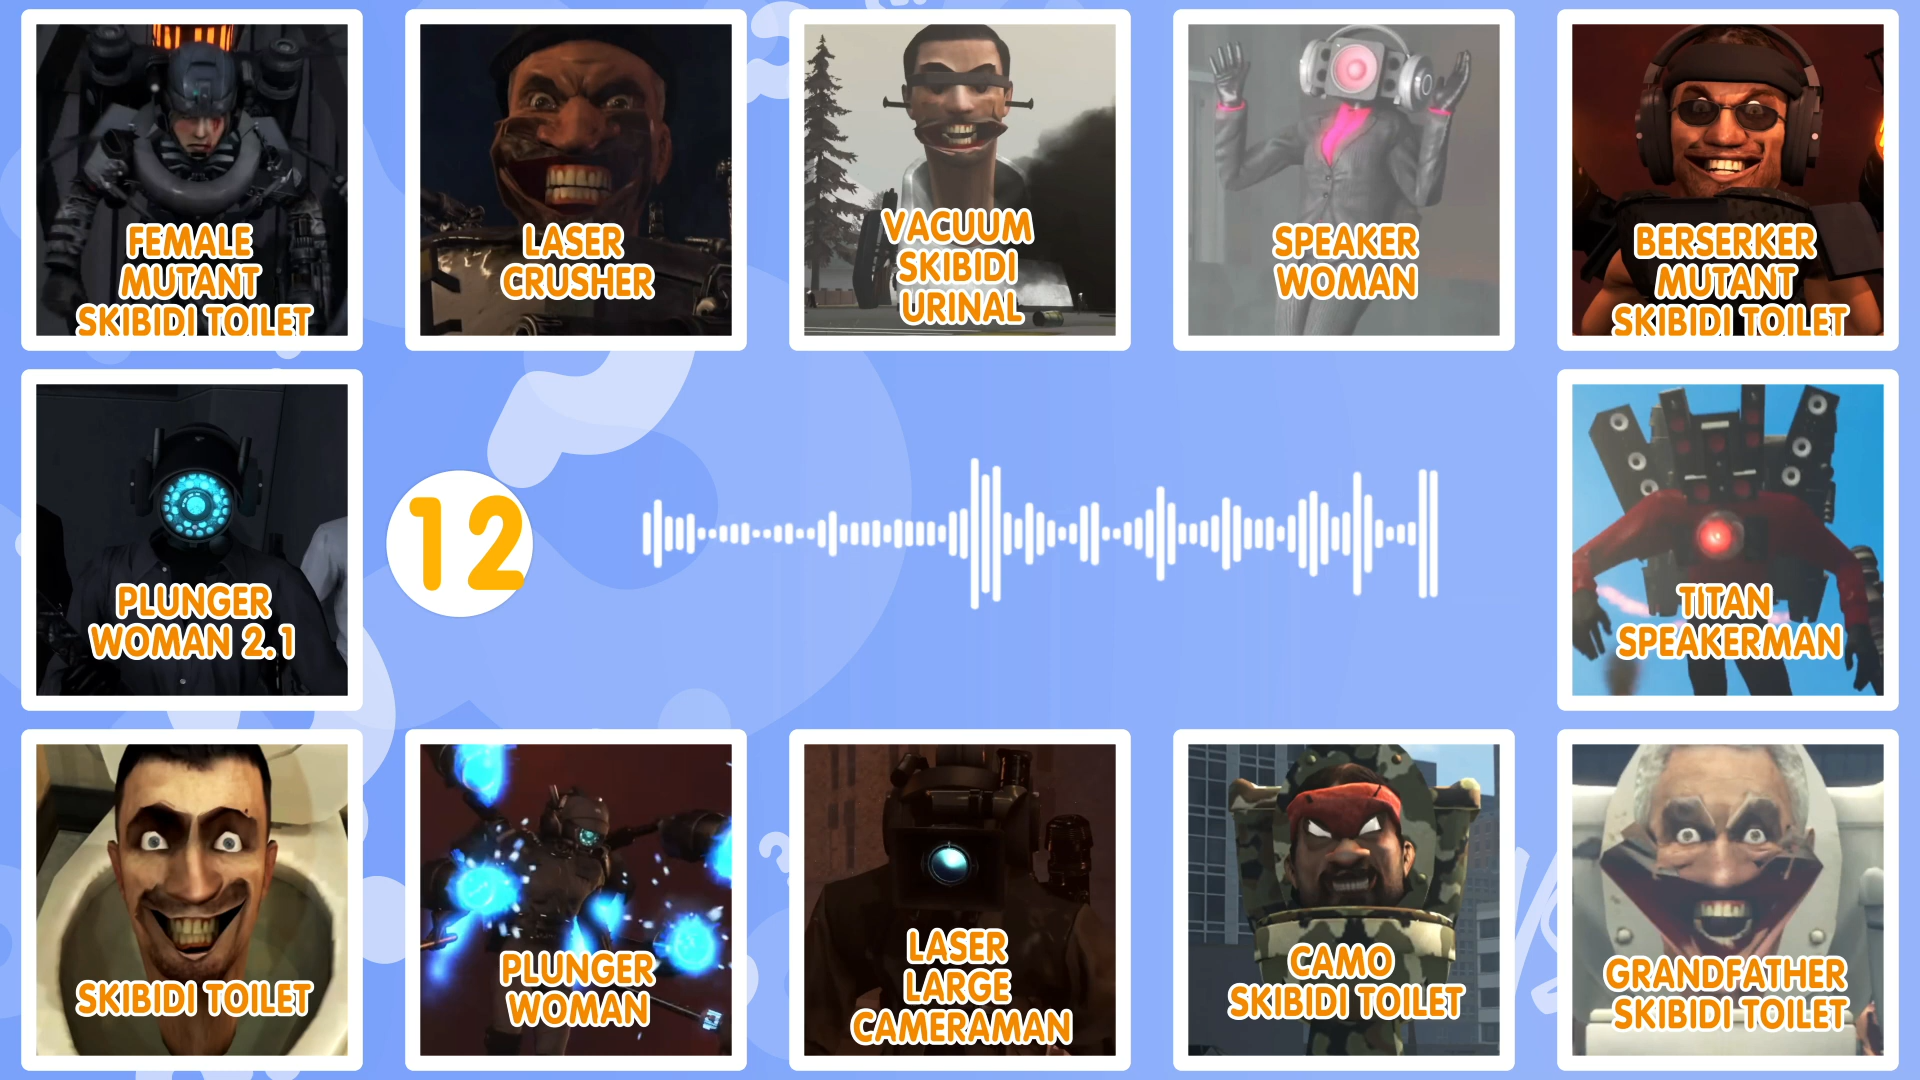 FEMALE
MUTANT
SKIBIDI TOILET
LASER
CRUSHER
VACUUM
SKIBIDI
URINAL
SPEAKER
WOMAN
BERSERKER
MUTANT
SKIBIDI TOILET
PLUNGER
WOMAN 2.1
12
TITAN
SPEAKERMAN
SKIBIDI TOILET
PLUNGER
WOMAN
LASER
LARGE
CAMERAMAN
CAMO
SKIBIDI TOILET
GRANDFATHER
SKIBIDI TOILET